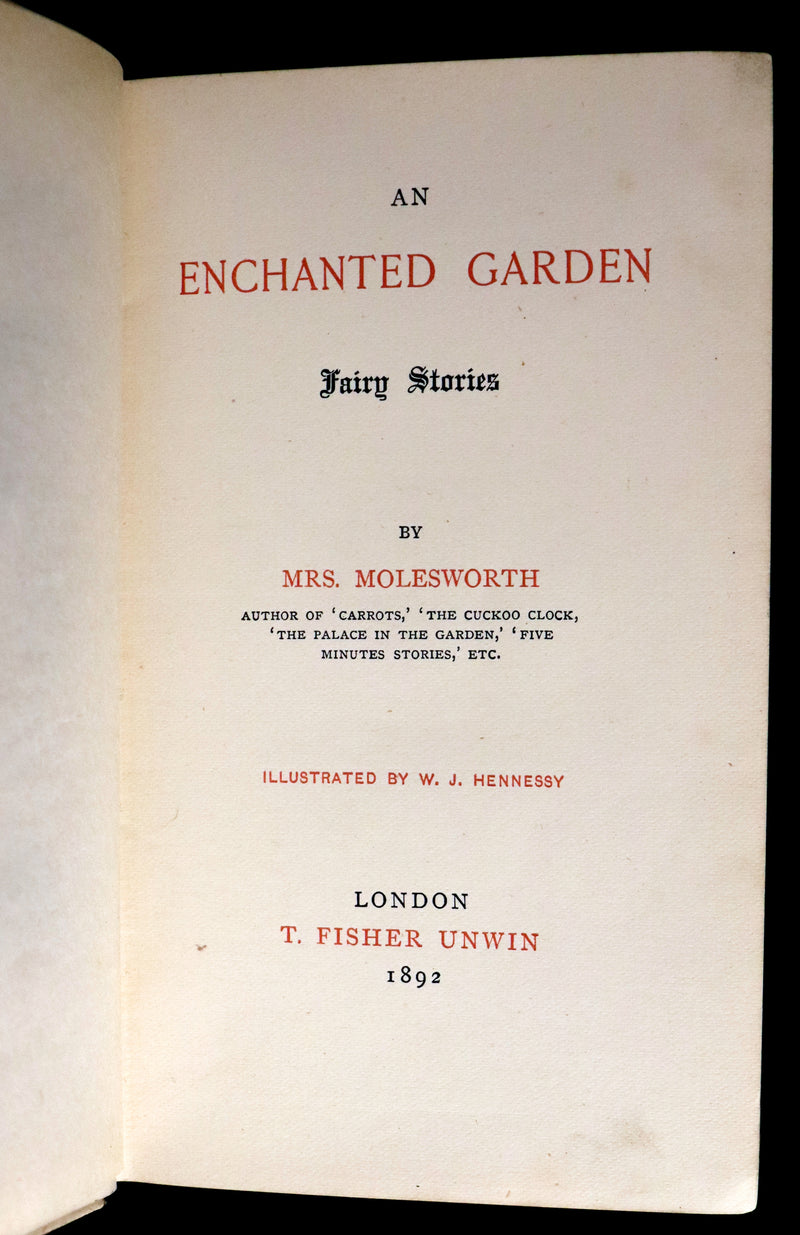 AN
ENCHANTED GARDEN
Fairy Stories
BY
MRS. MOLESWORTH
AUTHOR OF ‘CARROTS,’ ‘THE CUCKOO CLOCK,
‘THE PALACE IN THE GARDEN,’ ‘FIVE
MINUTES STORIES,’ ETC.
ILLUSTRATED BY W. J. HENNESSY
LONDON
T. FISHER UNWIN
1892